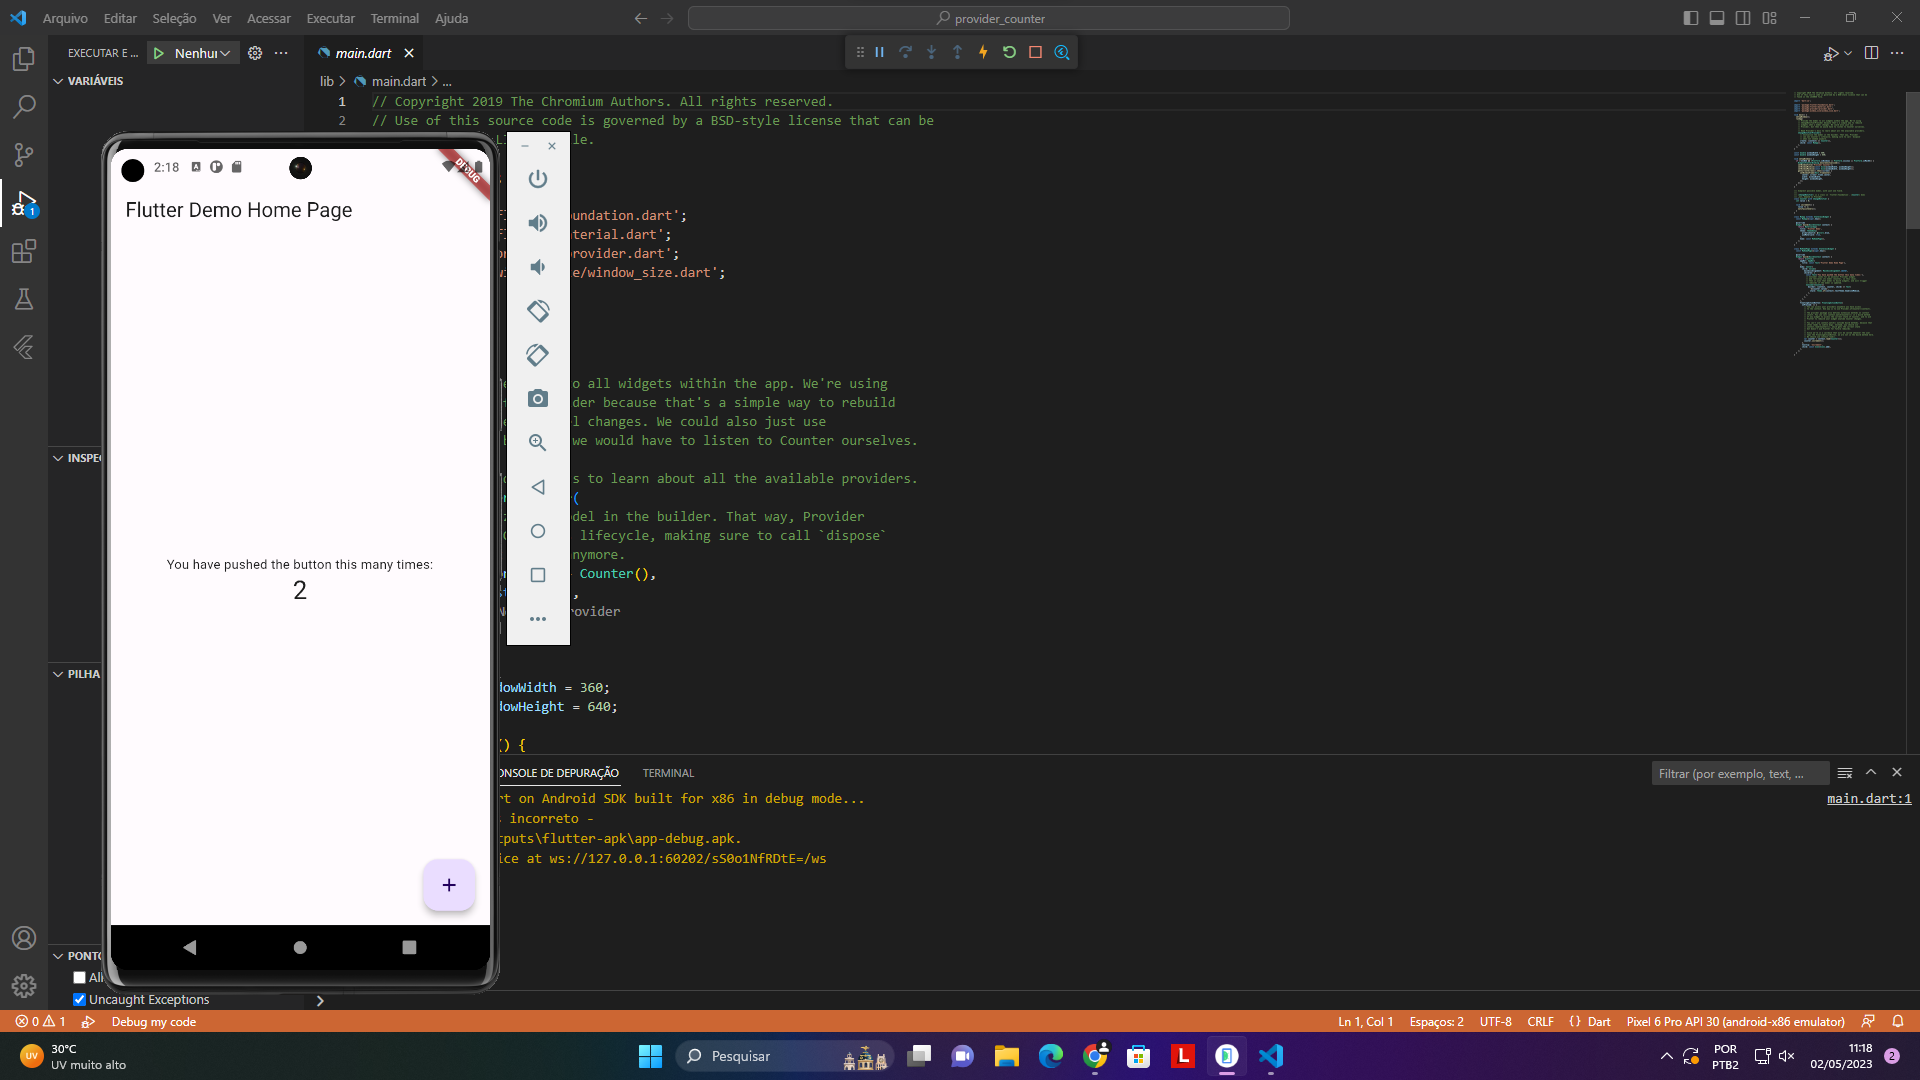 Arquivo Editar Seleção Ver Acessar Executar Terminal Ajuda
provider_counter
EXECUTAR E ...
Nenhui
main.dart
VARIÁVEIS
lib > main.dart > ...
1 // Copyright 2019 The Chromium Authors. All rights reserved.
2 // Use of this source code is governed by a BSD-style license that can be
le.
undation.dart';
terial.dart';
rovider.dart';
e/window_size.dart';
o all widgets within the app. We're using
der because that's a simple way to rebuild
l changes. We could also just use
we would have to listen to Counter ourselves.
s to learn about all the available providers.
(
del in the builder. That way, Provider
lifecycle, making sure to call `dispose`
nymore.
Counter(),
,
rovider
dowWidth = 360;
dowHeight = 640;
() {
2:18
DEBUG
Flutter Demo Home Page
You have pushed the button this many times:
2
+
INSPE
PILHA
PONTO
Al
Uncaught Exceptions
ONSOLE DE DEPURAÇÃO
TERMINAL
Filtrar (por exemplo, text, ...
rt on Android SDK built for x86 in debug mode...
main.dart:1
s incorreto -
tputs\flutter-apk\app-debug.apk.
ice at ws://127.0.0.1:60202/sS0o1NfRDtE=/ws
0 1 Debug my code
Ln 1, Col 1 Espaços: 2 UTF-8 CRLF {} Dart Pixel 6 Pro API 30 (android-x86 emulator)
UV
30°C
UV muito alto
Pesquisar
L
POR
PTB2
11:18
02/05/2023
2